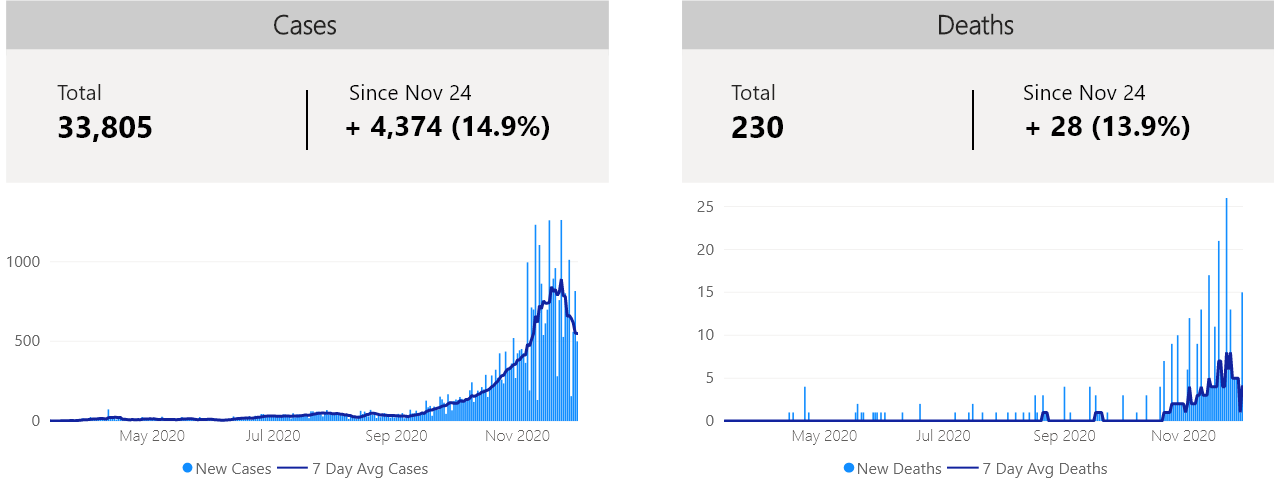 Cases
Total
Since Nov 24
33,805
+ 4,374 (14.9%)
1000
500
0
May 2020
Jul 2020
Sep 2020
Nov 2020
New Cases
7 Day Avg Cases
Deaths
Total
Since Nov 24
230
+ 28 (13.9%)
25
20
15
10
5
0
May 2020
Jul 2020
Sep 2020
Nov 2020
New Deaths
7 Day Avg Deaths